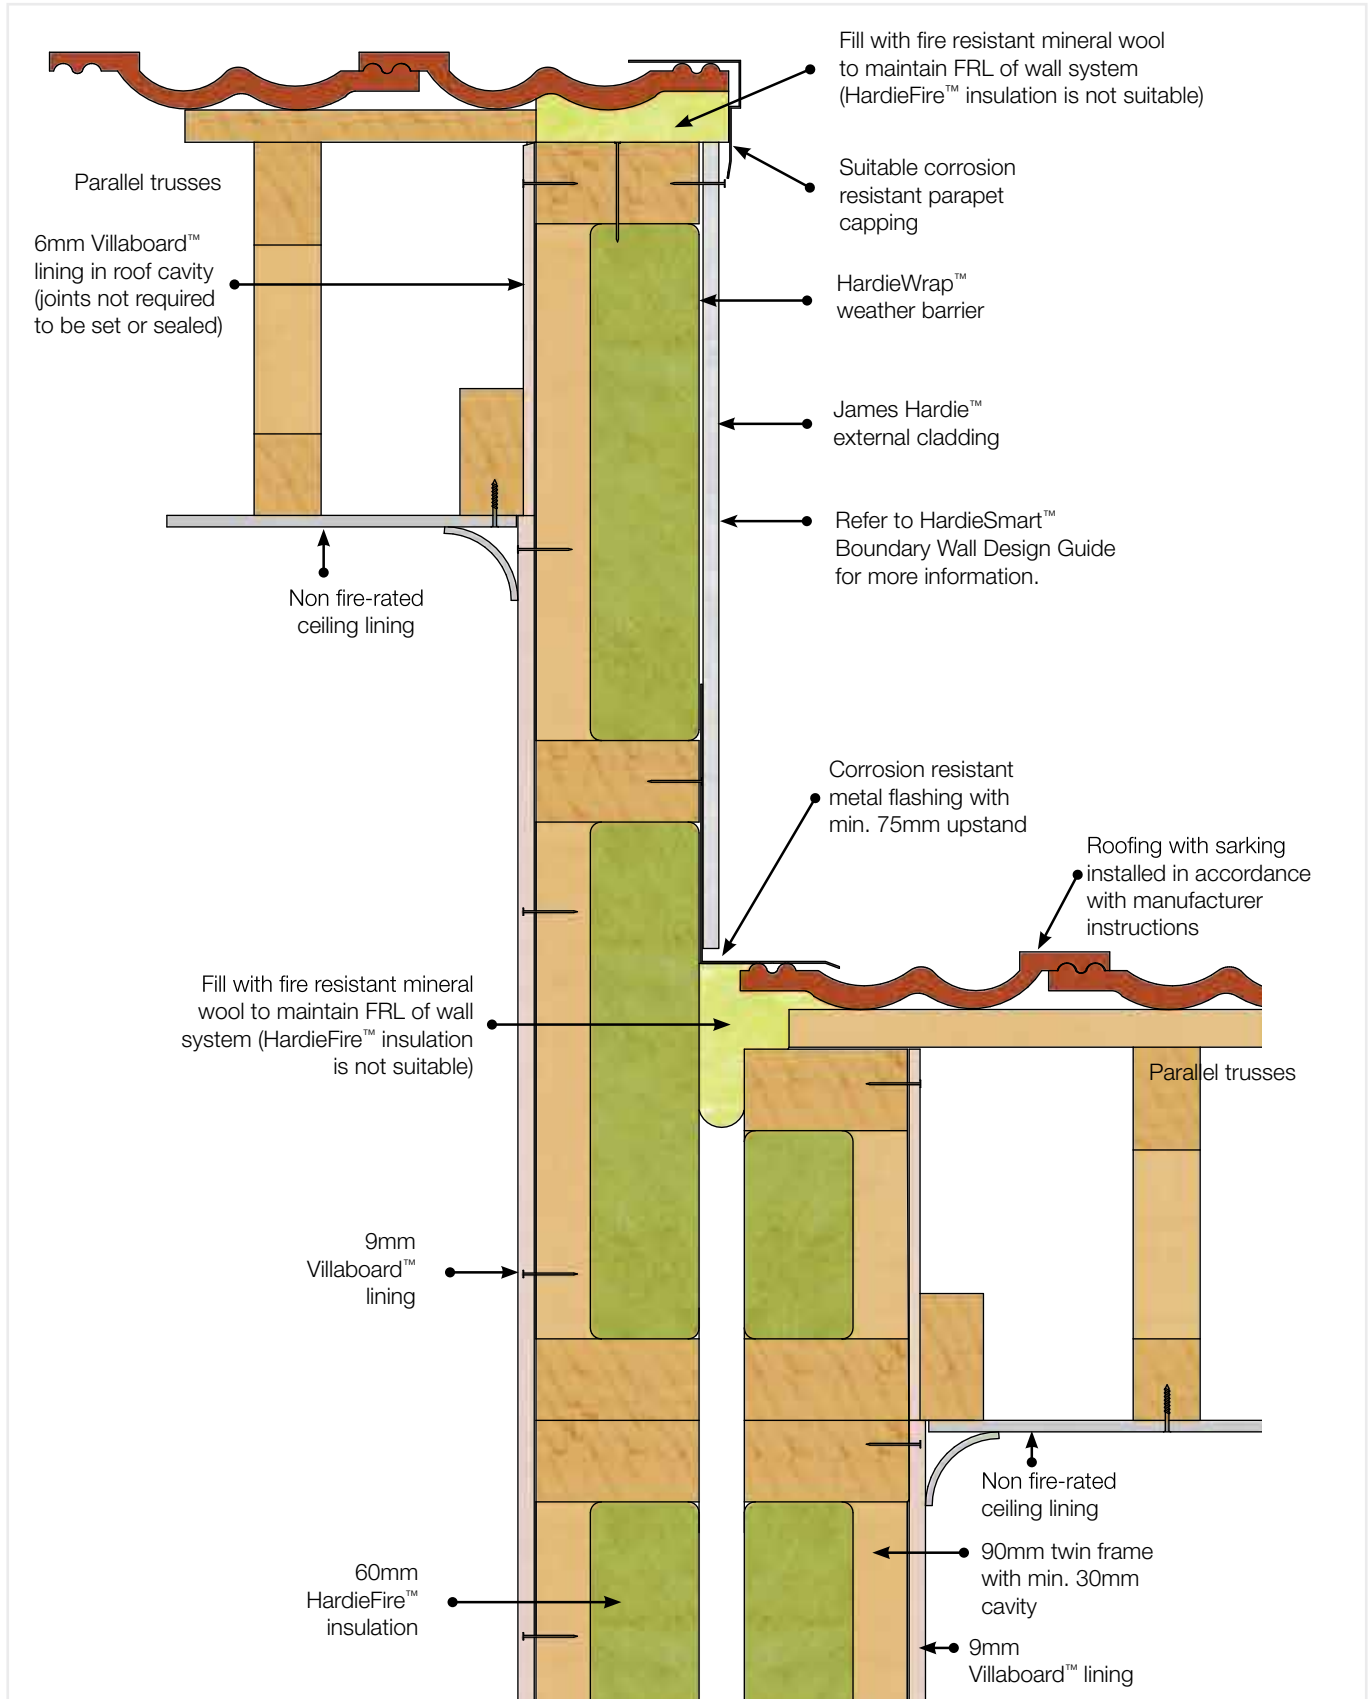 Fill with fire resistant mineral wool
to maintain FRL of wall system
(HardieFire™ insulation is not suitable)
Suitable corrosion
resistant parapet
capping
Parallel trusses
6mm Villaboard™
lining in roof cavity
(joints not required
to be set or sealed)
HardieWrap™
weather barrier
James Hardie™
external cladding
Refer to HardieSmart™
Boundary Wall Design Guide
for more information.
Non fire-rated
ceiling lining
Corrosion resistant
metal flashing with
min. 75mm upstand
Roofing with sarking
installed in accordance
with manufacturer
instructions
Fill with fire resistant mineral
wool to maintain FRL of wall
system (HardieFire™ insulation
is not suitable)
Parallel trusses
9mm
Villaboard™
lining
Non fire-rated
ceiling lining
90mm twin frame
with min. 30mm
cavity
60mm
HardieFire™
insulation
9mm
Villaboard™ lining